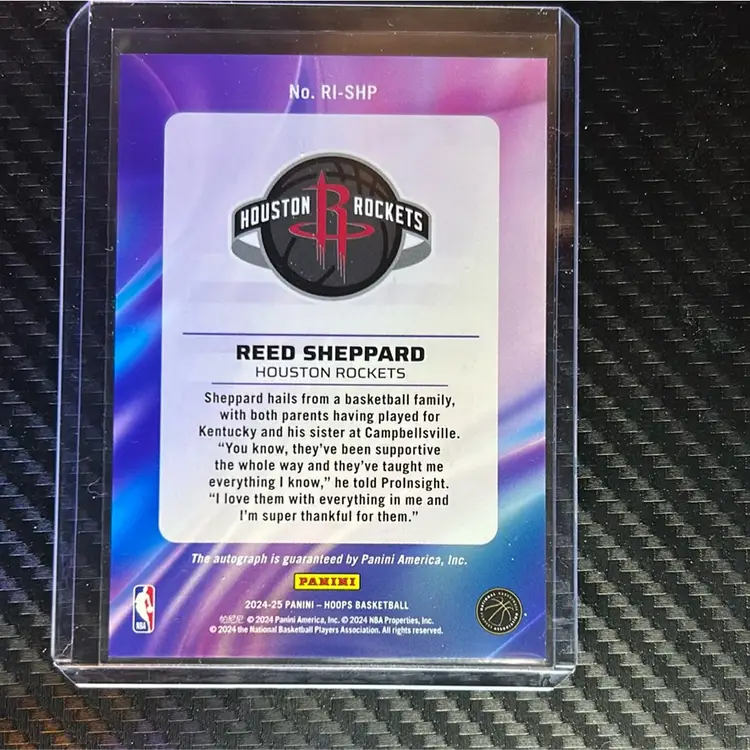 No. RI-SHP
HOUSTON ROCKETS
REED SHEPPARD
HOUSTON ROCKETS
Sheppard hails from a basketball family,
with both parents having played for
Kentucky and his sister at Campbellsville.
“You know, they’ve been supportive
the whole way and they’ve taught me
everything I know,” he told ProInsight.
“I love them with everything in me and
I’m super thankful for them.”
The autograph is guaranteed by Panini America, Inc.
PANINI
2024-25 PANINI – HOOPS BASKETBALL
帕尼尼 © 2024 Panini America, Inc. © 2024 NBA Properties, Inc.
© 2024 the National Basketball Players Association. All rights reserved.
NBA